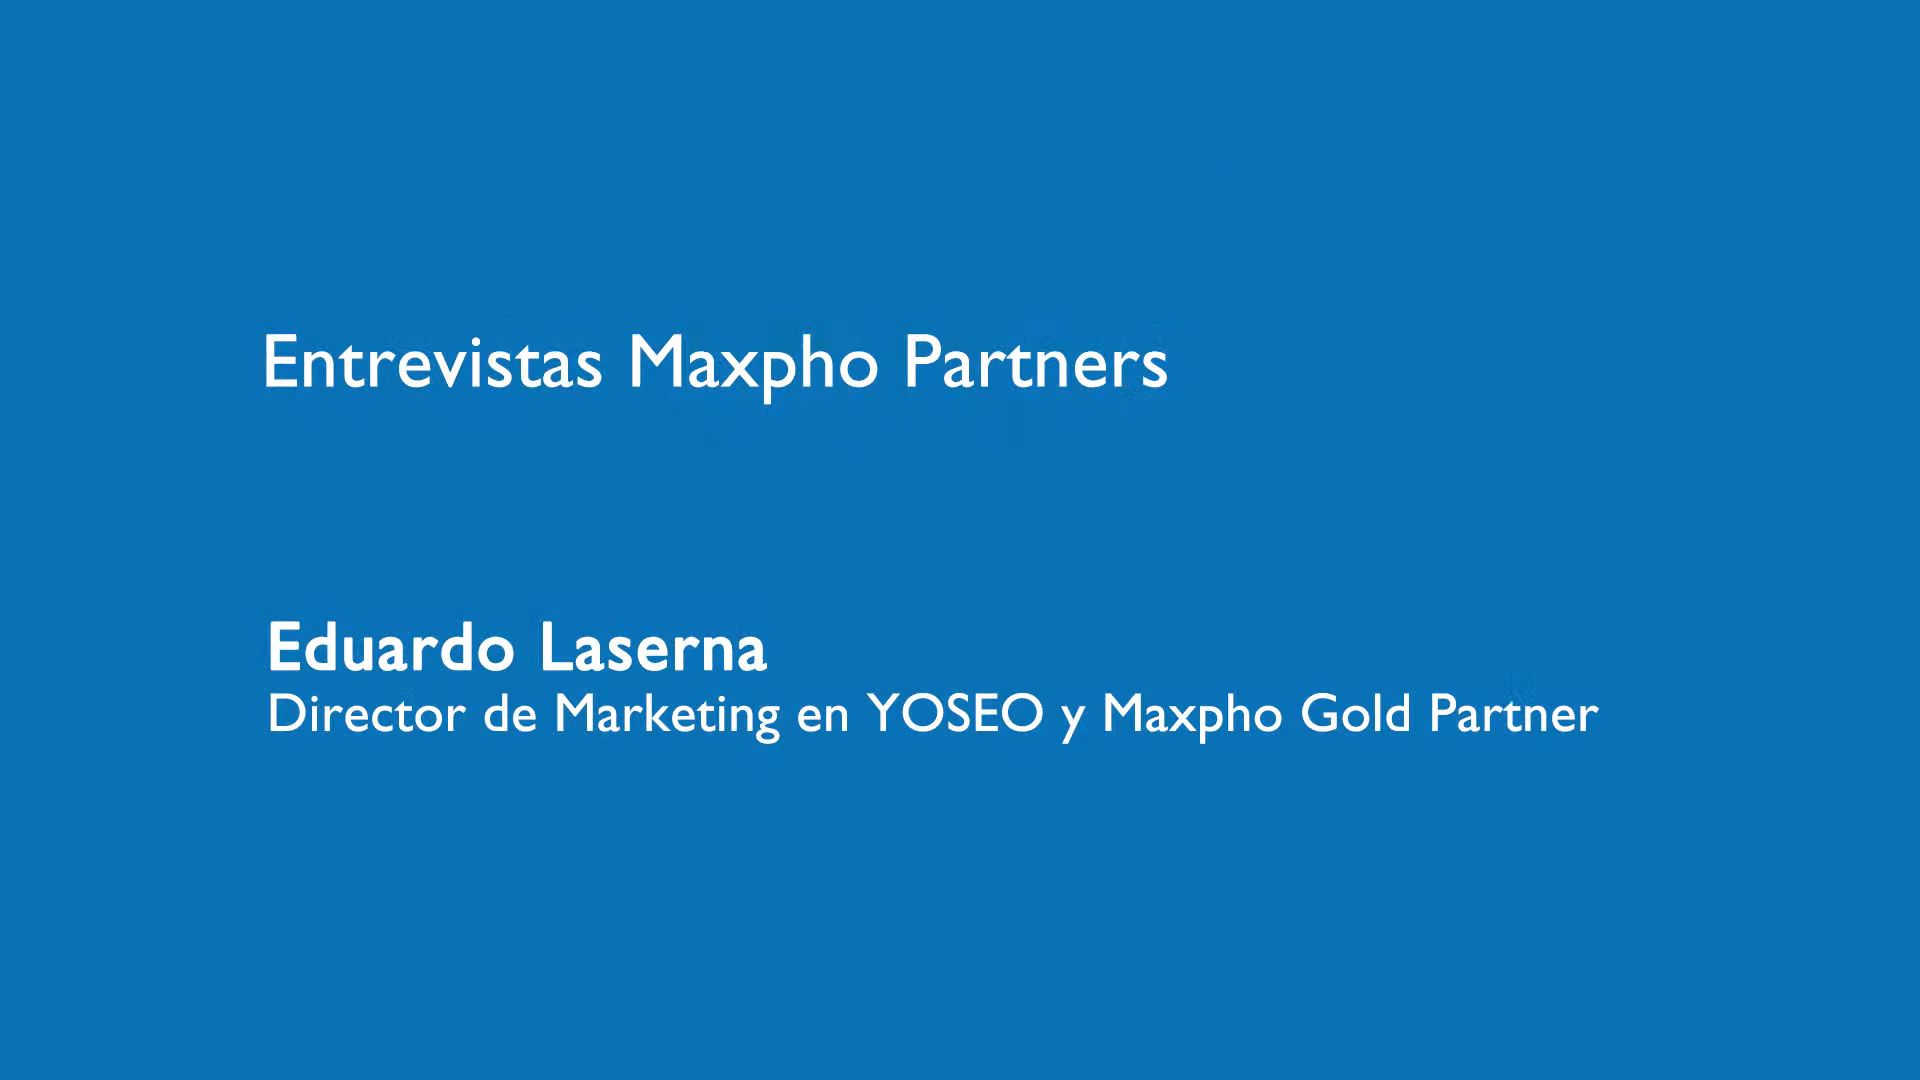 Entrevistas Maxpho Partners
Eduardo Laserna
Director de Marketing en YOSEO y Maxpho Gold Partner